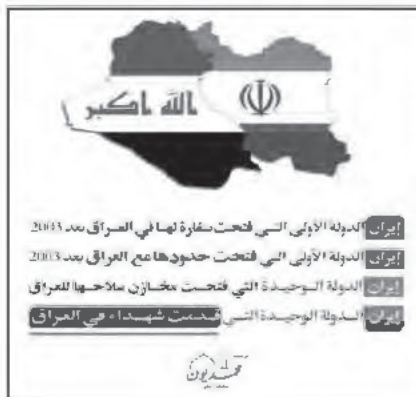 الله اكبر
إيران الدولة الأولى التي فتحت سفارة لها في العراق بعد 2003
إيران الدولة الأولى التي فتحت حدودها مع العراق بعد 2003
إيران الدولة الوحيدة التي فتحت مخازن سلاحها للعراق
إيران الدولة الوحيدة التي قدمت شهداء في العراق